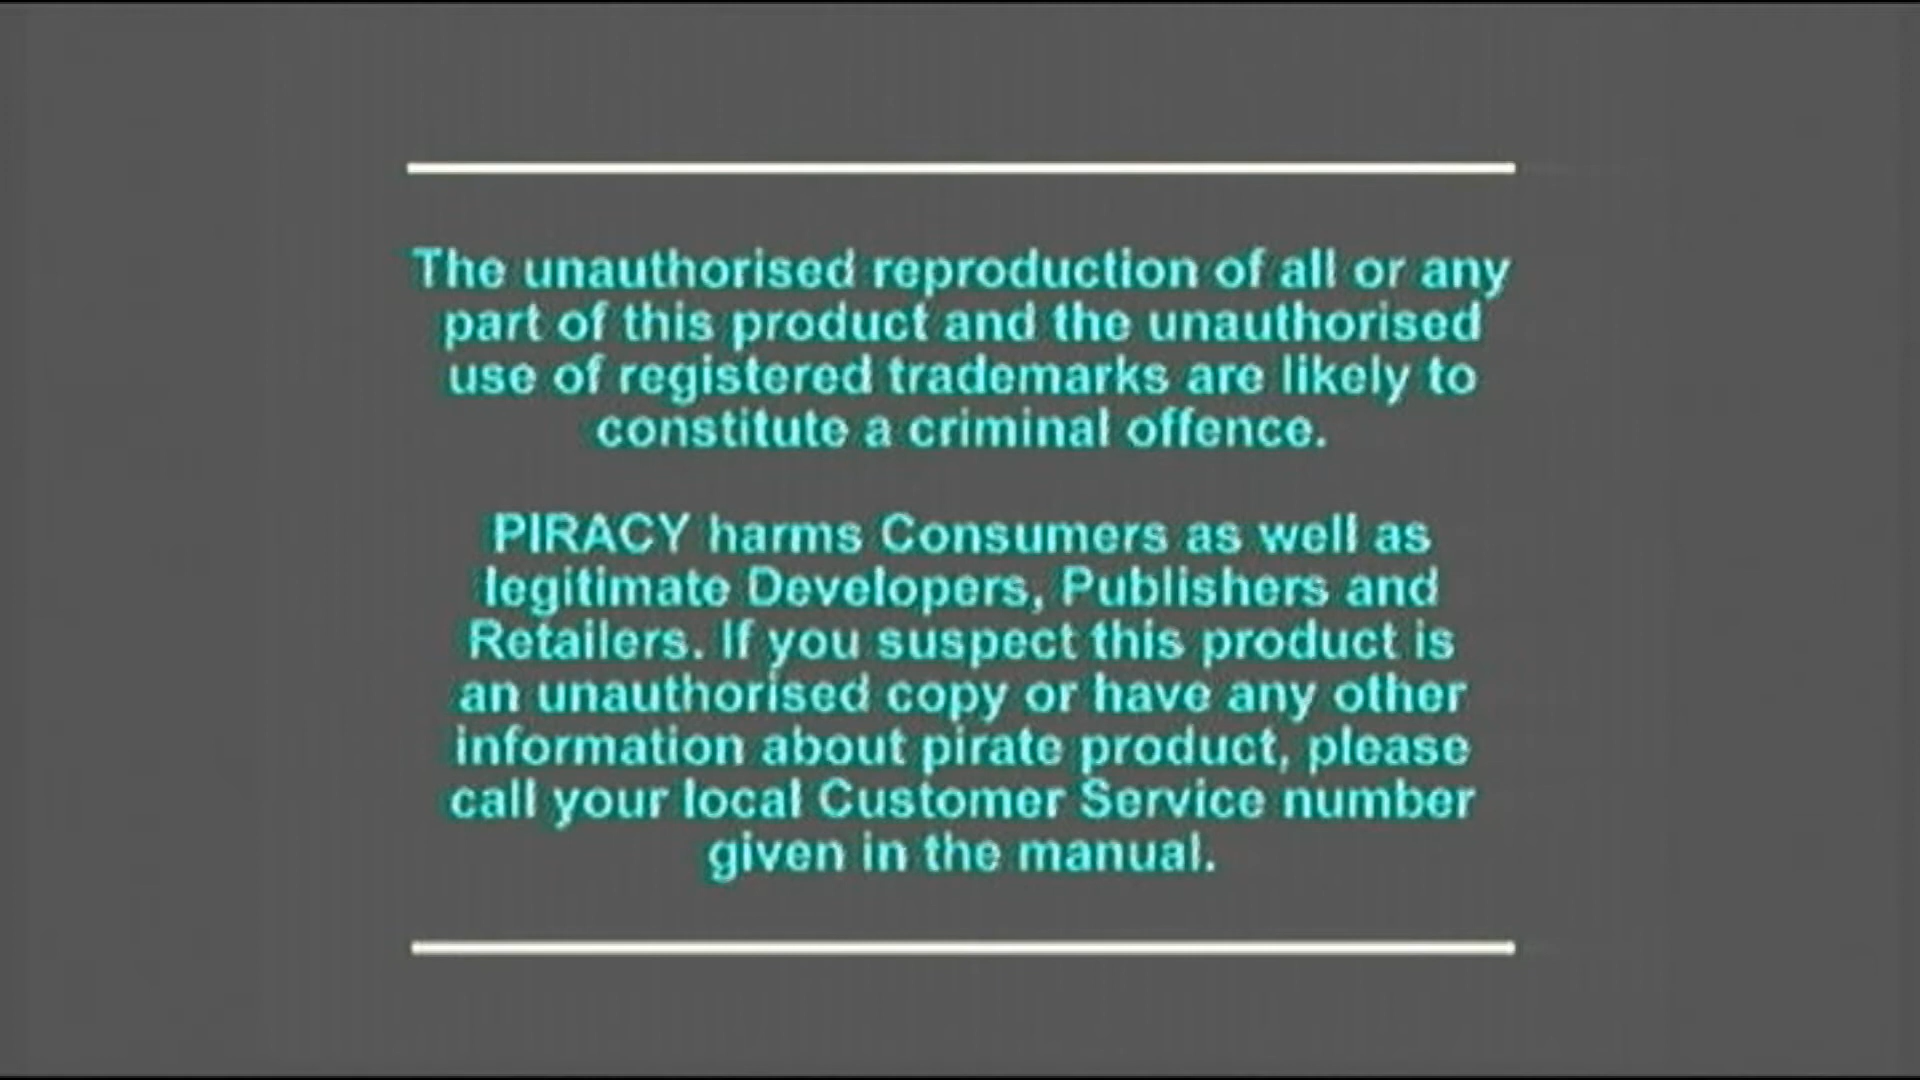 The unauthorised reproduction of all or any
part of this product and the unauthorised
use of registered trademarks are likely to
constitute a criminal offence.
PIRACY harms Consumers as well as
legitimate Developers, Publishers and
Retailers. If you suspect this product is
an unauthorised copy or have any other
information about pirate product, please
call your local Customer Service number
given in the manual.